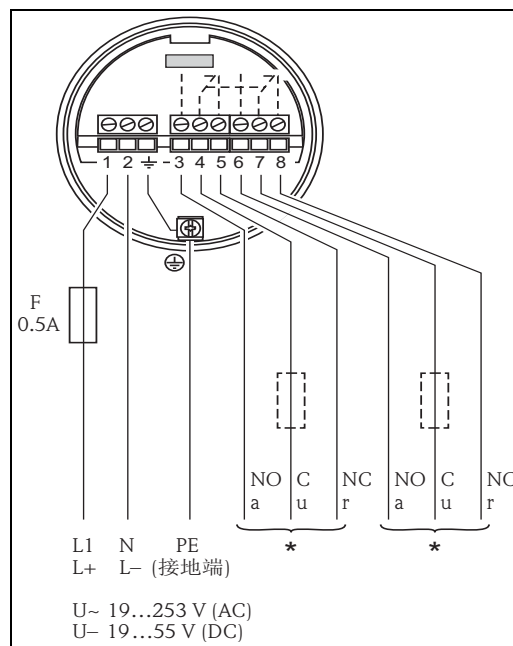 1 2 3 4 5 6 7 8
F
0.5A
NO C NC NO C NC
a u r a u r
* *
L1 N PE
L+ L– (接地端)
U~ 19...253 V (AC)
U– 19...55 V (DC)